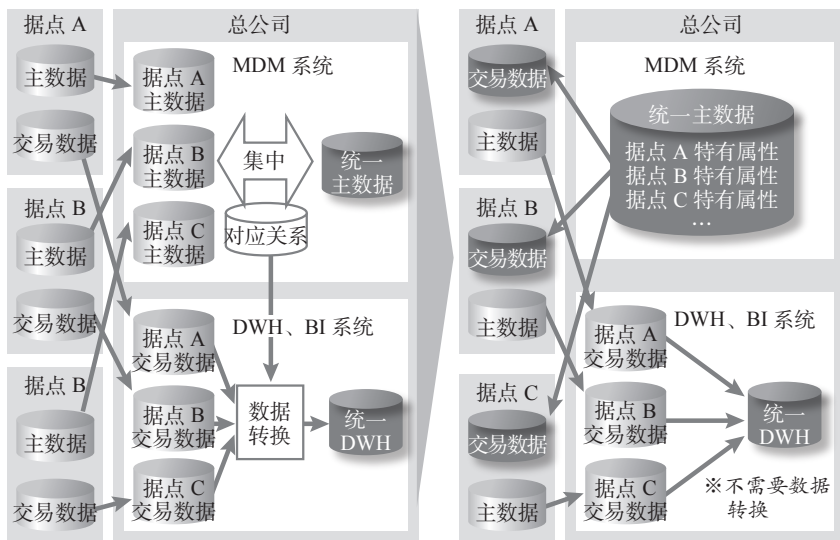 据点 A
主数据
交易数据
据点 B
主数据
交易数据
据点 B
主数据
交易数据
总公司
MDM 系统
据点 A
主数据
据点 B
主数据
据点 C
主数据
集中
对应关系
统一
主数据
DWH、BI 系统
据点 A
交易数据
据点 B
交易数据
据点 C
交易数据
数据
转换
统一
DWH
据点 A
交易数据
主数据
据点 B
交易数据
主数据
据点 C
交易数据
主数据
总公司
MDM 系统
统一主数据
据点 A 特有属性
据点 B 特有属性
据点 C 特有属性
…
DWH、BI 系统
据点 A
交易数据
据点 B
交易数据
据点 C
交易数据
统一
DWH
※不需要数据
转换